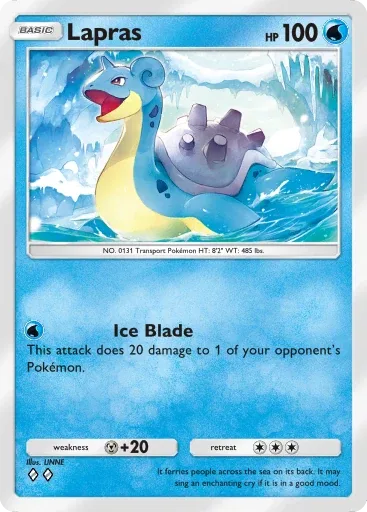 BASIC Lapras HP 100
NO. 0131 Transport Pokémon HT: 8'2" WT: 485 lbs.
Ice Blade
This attack does 20 damage to 1 of your opponent's
Pokémon.
weakness +20 retreat
Illus. LINNE
It ferries people across the sea on its back. It may
sing an enchanting cry if it is in a good mood.